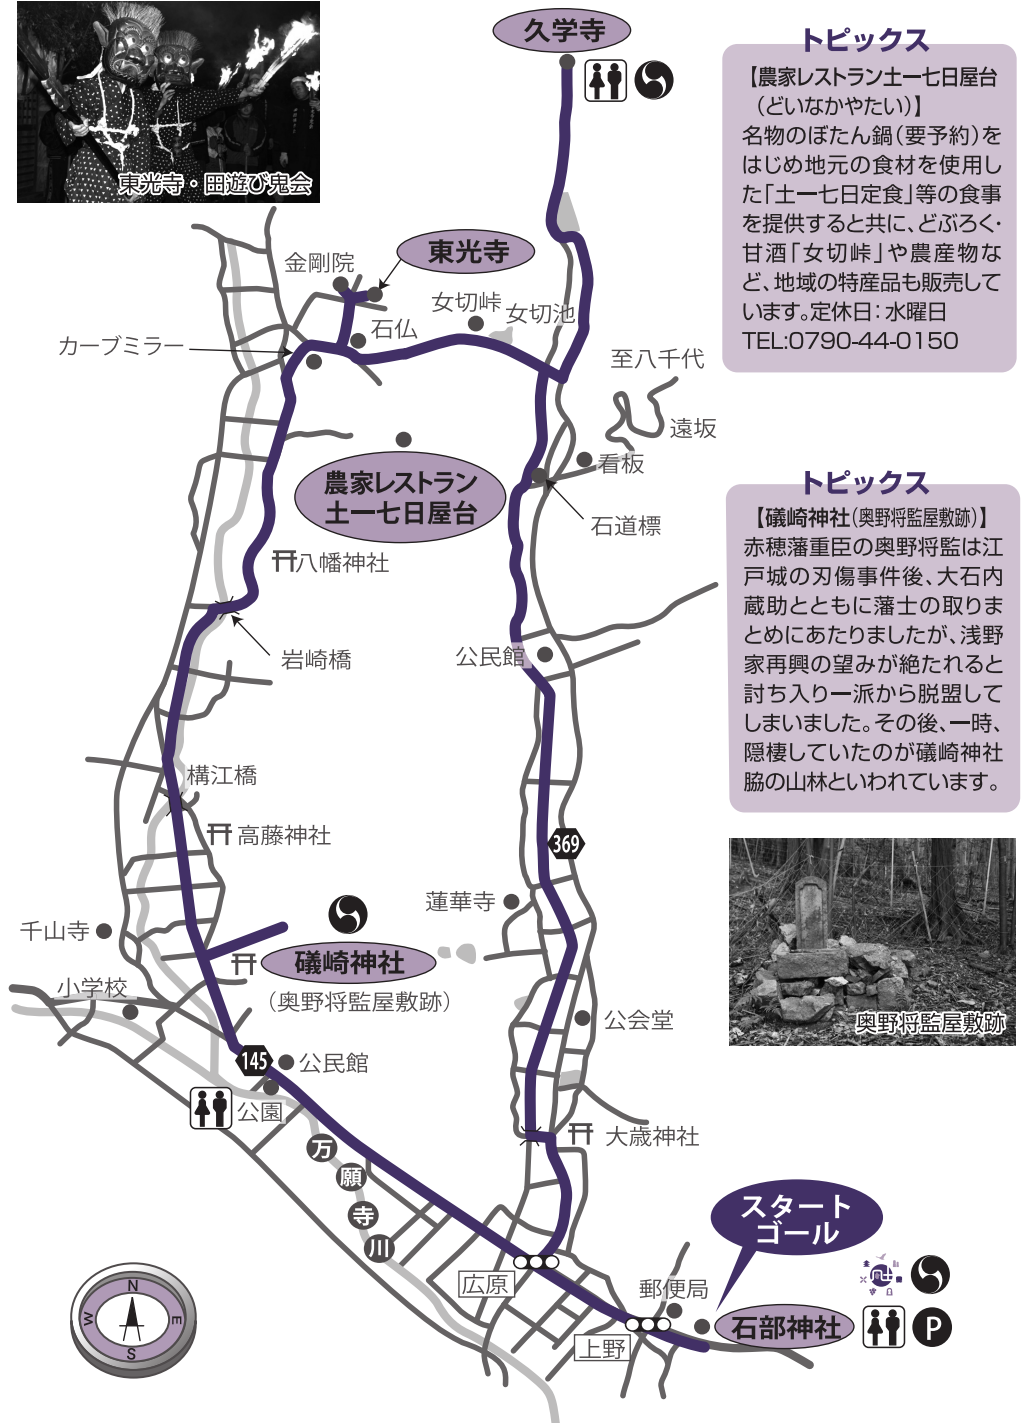 東光寺・田遊び鬼会
久学寺
トピックス
【農家レストラン土一七日屋台
（どいなかやたい）】
名物のぼたん鍋（要予約）を
はじめ地元の食材を使用し
た「土一七日定食」等の食事
を提供すると共に、どぶろく・
甘酒「女切峠」や農産物な
ど、地域の特産品も販売して
います。定休日：水曜日
TEL:0790-44-0150
東光寺
金剛院
女切峠
女切池
石仏
カーブミラー
至八千代
遠坂
看板
農家レストラン
土一七日屋台
石道標
八幡神社
岩崎橋
公民館
トピックス
【礒崎神社（奥野将監屋敷跡）】
赤穂藩重臣の奥野将監は江
戸城の刃傷事件後、大石内
蔵助とともに藩士の取りま
とめにあたりましたが、浅野
家再興の望みが絶たれると
討ち入り一派から脱盟して
しまいました。その後、一時、
隠棲していたのが礒崎神社
脇の山林といわれています。
構江橋
高藤神社
369
蓮華寺
千山寺
礒崎神社
（奥野将監屋敷跡）
奥野将監屋敷跡
小学校
公会堂
145
公民館
公園
大歳神社
万
願
寺
川
スタート
ゴール
広原
郵便局
石部神社
P
上野
N
W
E
S